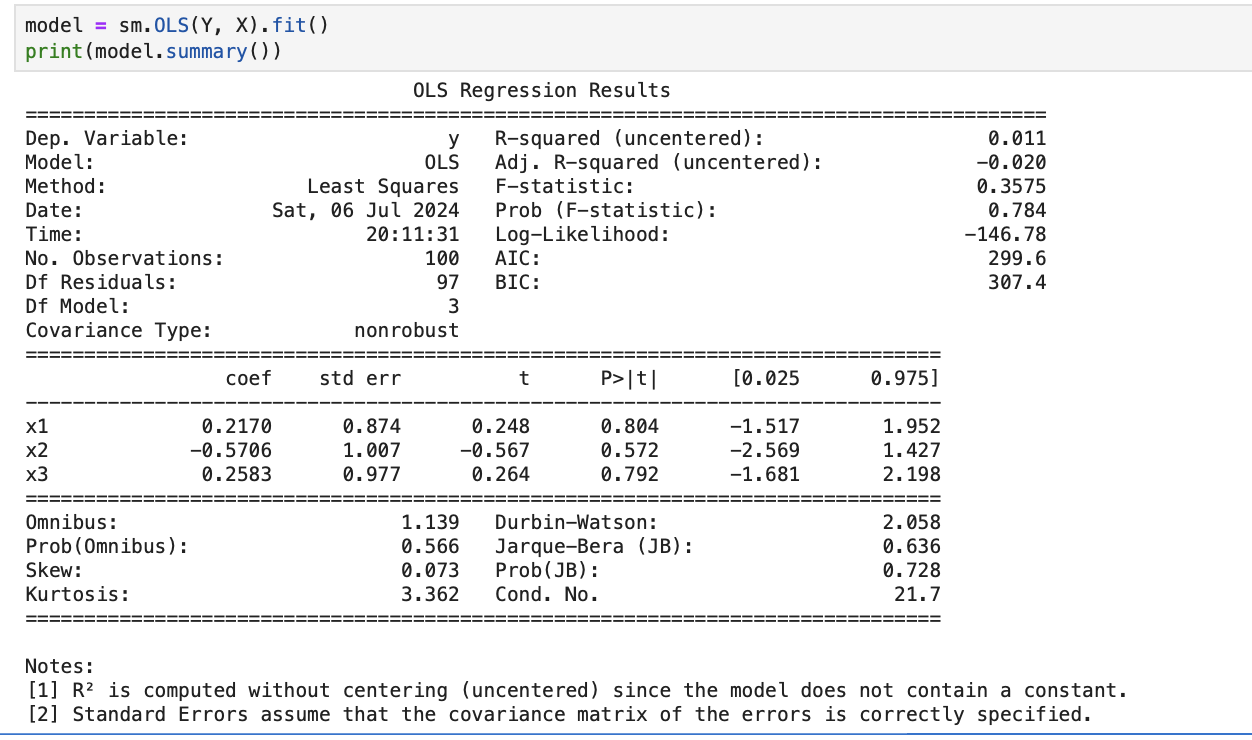 model = sm.OLS(Y, X).fit()
print(model.summary())
OLS Regression Results
==============================================================================
Dep. Variable: y R-squared (uncentered): 0.011
Model: OLS Adj. R-squared (uncentered): -0.020
Method: Least Squares F-statistic: 0.3575
Date: Sat, 06 Jul 2024 Prob (F-statistic): 0.784
Time: 20:11:31 Log-Likelihood: -146.78
No. Observations: 100 AIC: 299.6
Df Residuals: 97 BIC: 307.4
Df Model: 3
Covariance Type: nonrobust
==============================================================================
coef std err t P>|t| [0.025 0.975]
------------------------------------------------------------------------------
x1 0.2170 0.874 0.248 0.804 -1.517 1.952
x2 -0.5706 1.007 -0.567 0.572 -2.569 1.427
x3 0.2583 0.977 0.264 0.792 -1.681 2.198
==============================================================================
Omnibus: 1.139 Durbin-Watson: 2.058
Prob(Omnibus): 0.566 Jarque-Bera (JB): 0.636
Skew: 0.073 Prob(JB): 0.728
Kurtosis: 3.362 Cond. No. 21.7
==============================================================================
Notes:
[1] R² is computed without centering (uncentered) since the model does not contain a constant.
[2] Standard Errors assume that the covariance matrix of the errors is correctly specified.